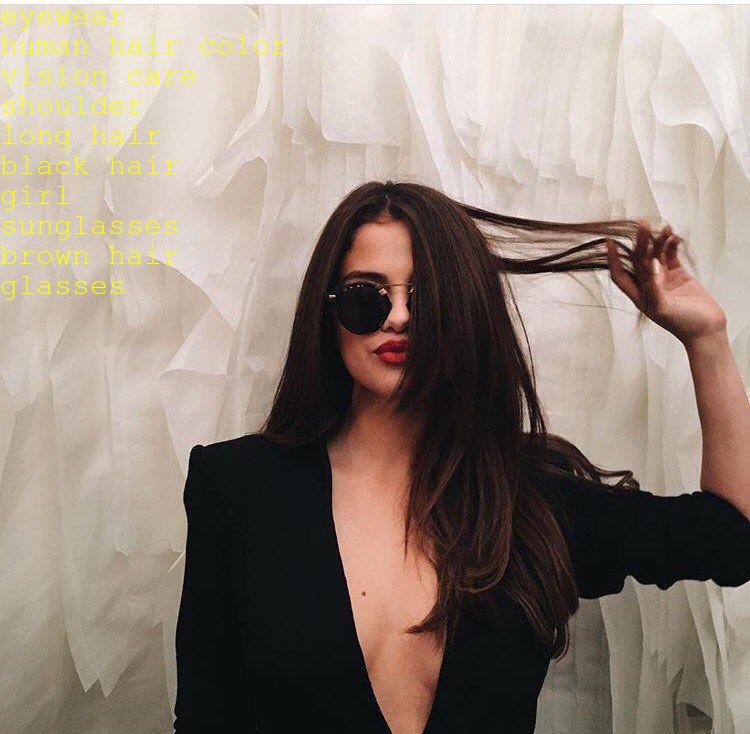 eyewear
human hair color
vision care
shoulder
long hair
black hair
girl
sunglasses
brown hair
glasses